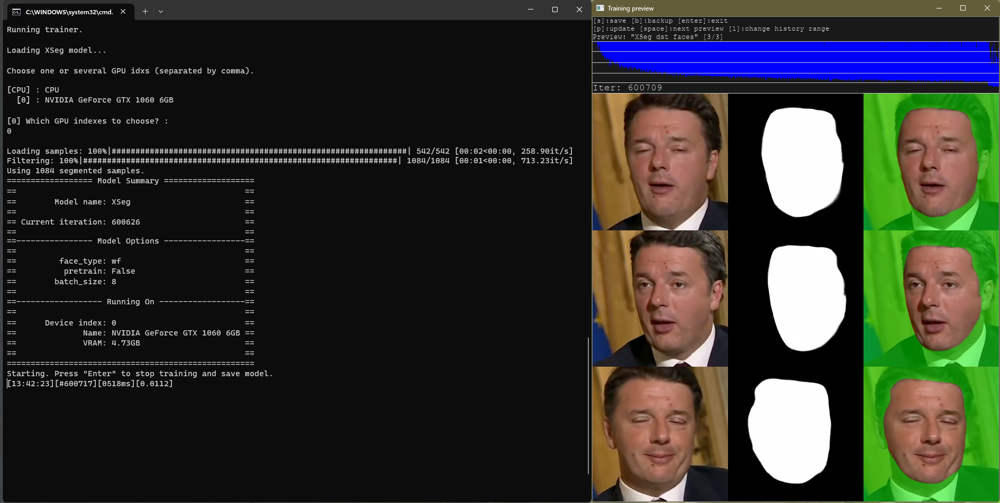 C:\WINDOWS\system32\cmd.
Running trainer.
Loading XSeg model...
Choose one or several GPU idxs (separated by comma).
[CPU] : CPU
[0] : NVIDIA GeForce GTX 1060 6GB
[0] Which GPU indexes to choose? :
0
Loading samples: 100%|##############################################################| 542/542 [00:02<00:00, 258.90it/s]
Filtering: 100%|##################################################################| 1084/1084 [00:01<00:00, 713.23it/s]
Using 1084 segmented samples.
================== Model Summary ===================
==                                                ==
==        Model name: XSeg                        ==
==                                                ==
== Current iteration: 600626                      ==
==                                                ==
==---------------- Model Options -----------------==
==                                                ==
==         face_type: wf                          ==
==          pretrain: False                       ==
==        batch_size: 8                           ==
==                                                ==
==------------------ Running On ------------------==
==                                                ==
==      Device index: 0                           ==
==              Name: NVIDIA GeForce GTX 1060 6GB ==
==              VRAM: 4.73GB                      ==
==                                                ==
====================================================
Starting. Press "Enter" to stop training and save model.
[13:42:23][#600717][0518ms][0.0112]
Training preview
[s]:save [b]:backup [enter]:exit
[p]:update [space]:next preview [l]:change history range
Preview: "XSeg dst faces" [3/3]
Iter: 600709